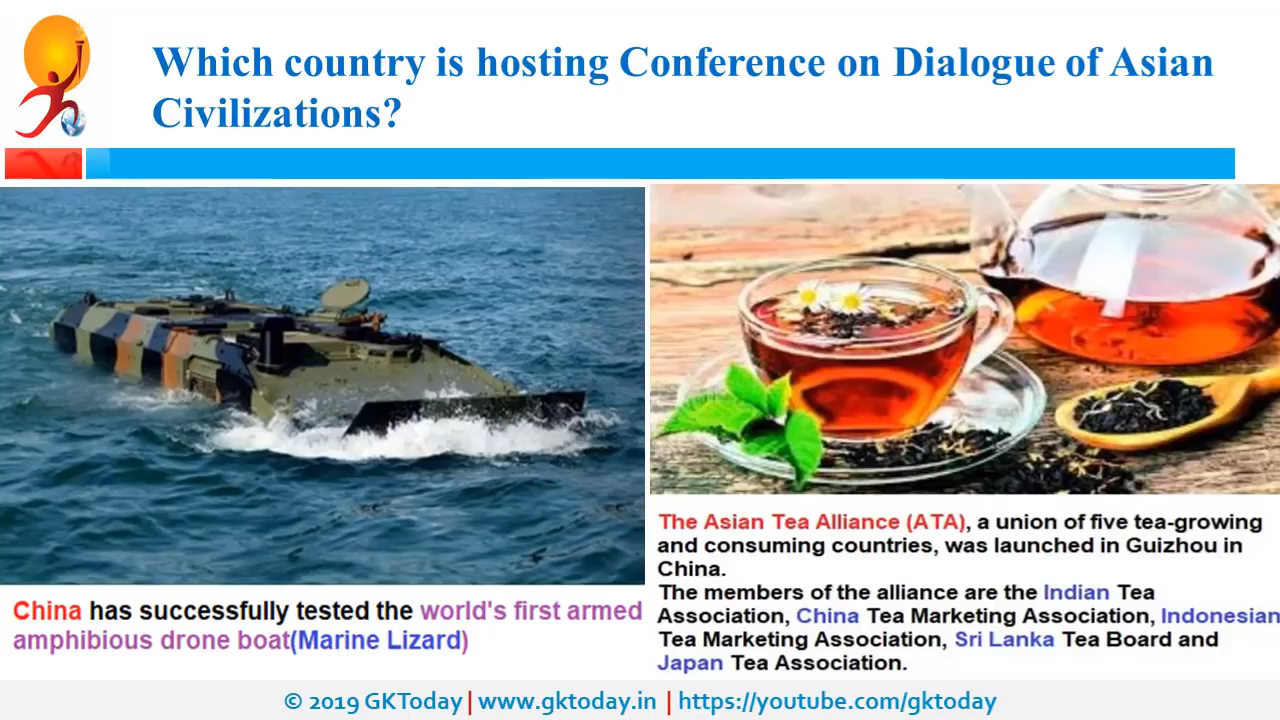 Which country is hosting Conference on Dialogue of Asian
Civilizations?
China has successfully tested the world's first armed
amphibious drone boat(Marine Lizard)
The Asian Tea Alliance (ATA), a union of five tea-growing
and consuming countries, was launched in Guizhou in
China.
The members of the alliance are the Indian Tea
Association, China Tea Marketing Association, Indonesian
Tea Marketing Association, Sri Lanka Tea Board and
Japan Tea Association.
© 2019 GKToday | www.gktoday.in | https://youtube.com/gktoday